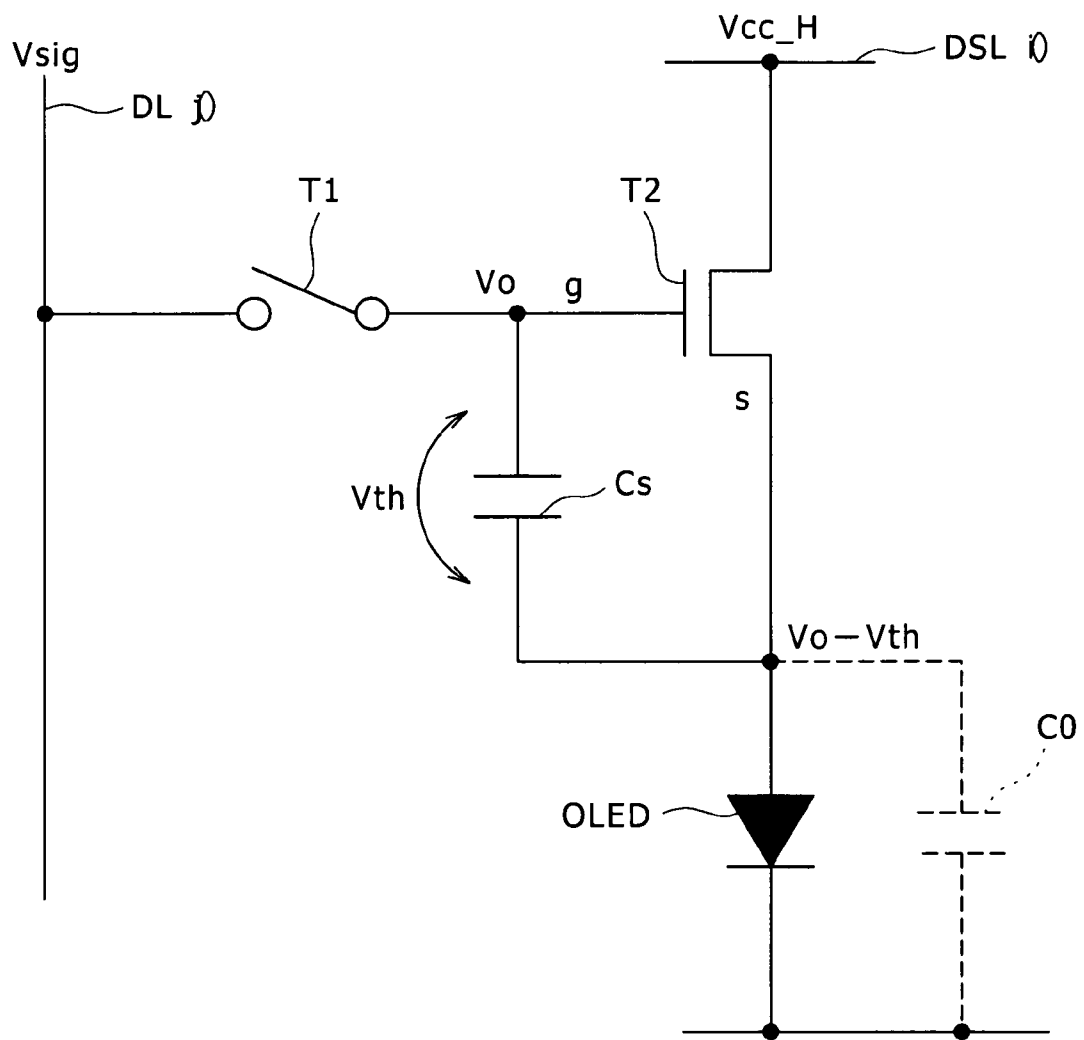 Vcc_H
DSL i()
Vsig
DL j()
T1
T2
Vo
g
s
Vth
Cs
Vo−Vth
C0
OLED